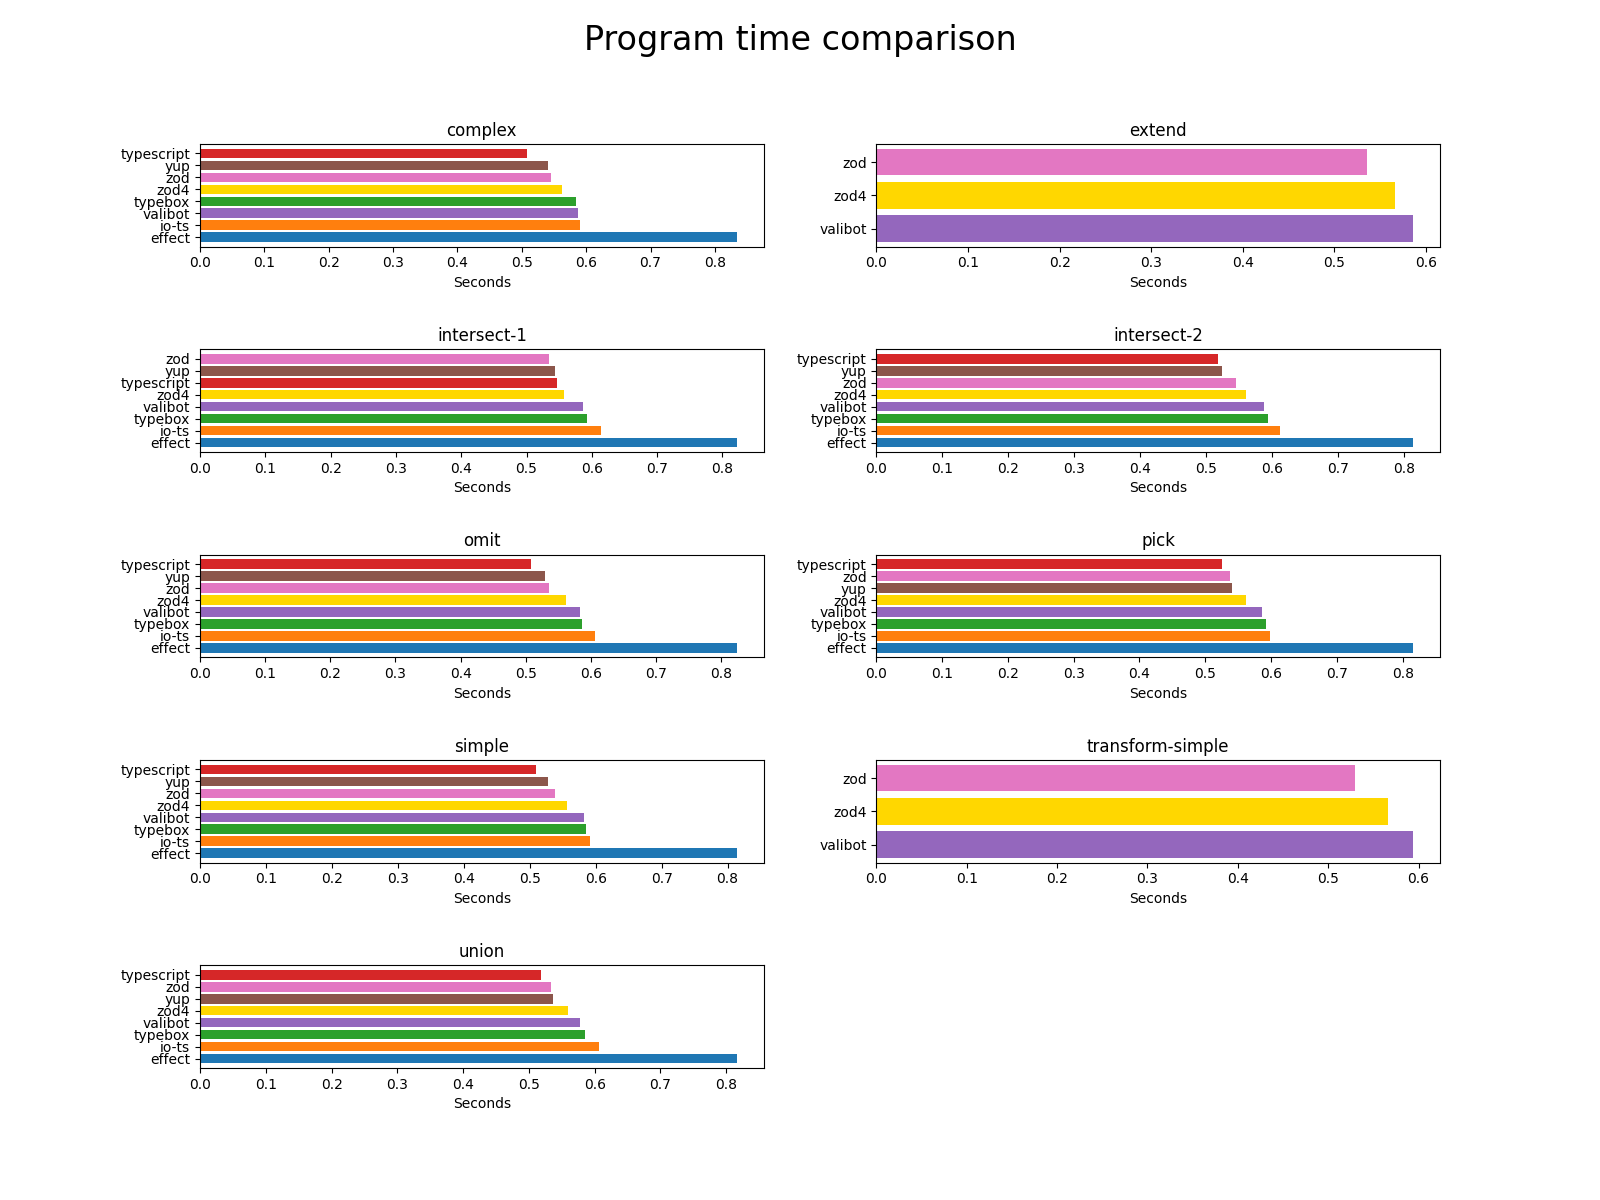 Program time comparison
complex
typescript
yup
zod
zod4
typebox
valibot
io-ts
effect
0.0 0.1 0.2 0.3 0.4 0.5 0.6 0.7 0.8
Seconds
extend
zod
zod4
valibot
0.0 0.1 0.2 0.3 0.4 0.5 0.6
Seconds
intersect-1
zod
yup
typescript
zod4
valibot
typebox
io-ts
effect
0.0 0.1 0.2 0.3 0.4 0.5 0.6 0.7 0.8
Seconds
intersect-2
typescript
yup
zod
zod4
valibot
typebox
io-ts
effect
0.0 0.1 0.2 0.3 0.4 0.5 0.6 0.7 0.8
Seconds
omit
typescript
yup
zod
zod4
valibot
typebox
io-ts
effect
0.0 0.1 0.2 0.3 0.4 0.5 0.6 0.7 0.8
Seconds
pick
typescript
zod
yup
zod4
valibot
typebox
io-ts
effect
0.0 0.1 0.2 0.3 0.4 0.5 0.6 0.7 0.8
Seconds
simple
typescript
yup
zod
zod4
valibot
typebox
io-ts
effect
0.0 0.1 0.2 0.3 0.4 0.5 0.6 0.7 0.8
Seconds
transform-simple
zod
zod4
valibot
0.0 0.1 0.2 0.3 0.4 0.5 0.6
Seconds
union
typescript
zod
yup
zod4
valibot
typebox
io-ts
effect
0.0 0.1 0.2 0.3 0.4 0.5 0.6 0.7 0.8
Seconds